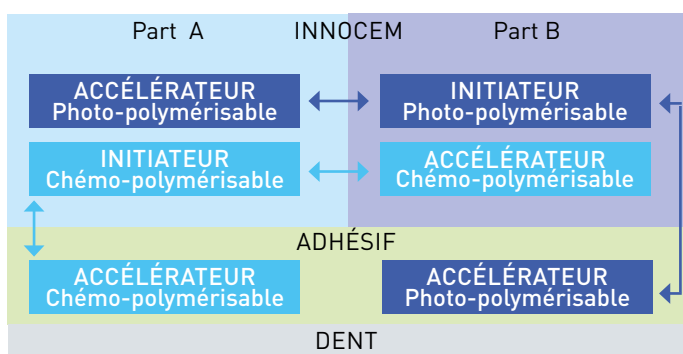 Part A INNOCEM Part B
ACCÉLÉRATEUR
Photo-polymérisable
INITIATEUR
Photo-polymérisable
INITIATEUR
Chémo-polymérisable
ACCÉLÉRATEUR
Chémo-polymérisable
ADHÉSIF
ACCÉLÉRATEUR
Chémo-polymérisable
ACCÉLÉRATEUR
Photo-polymérisable
DENT